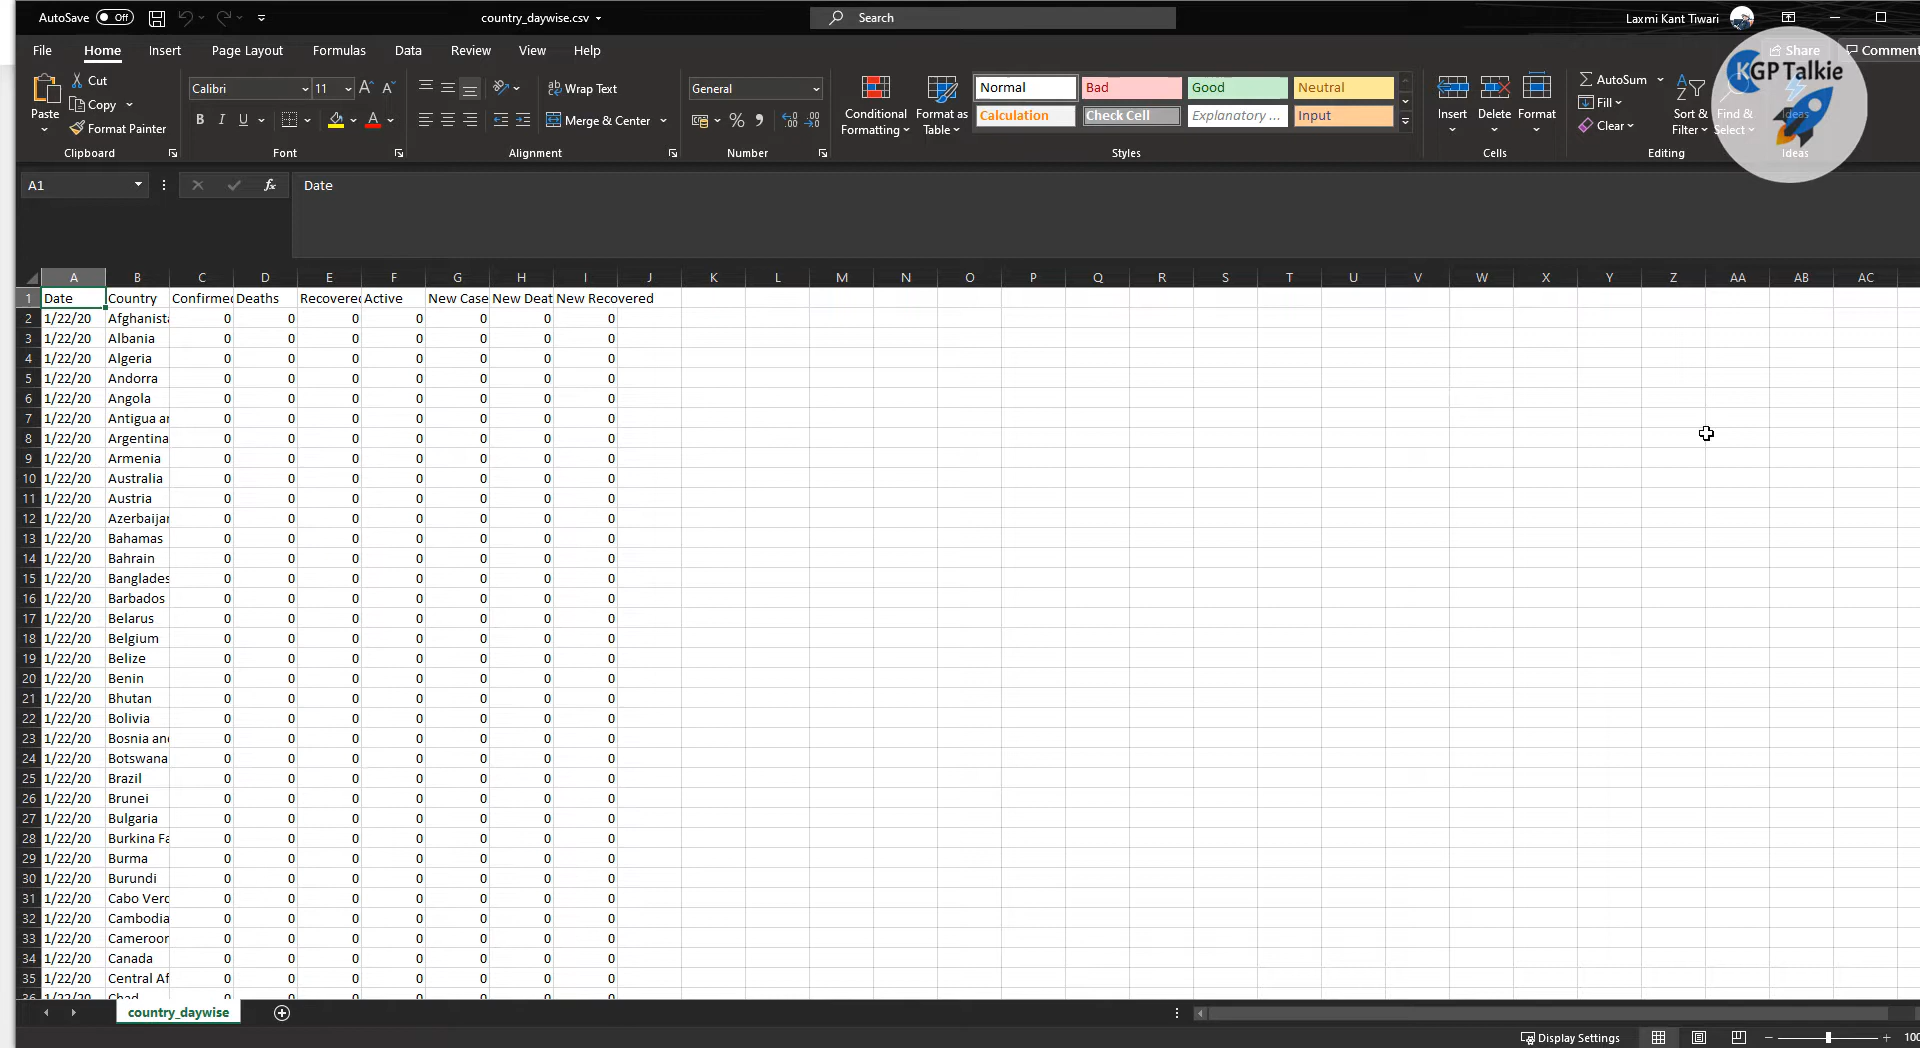 AutoSave Off country_daywise.csv Search Laxmi Kant Tiwari
File Home Insert Page Layout Formulas Data Review View Help Share Comment
KGP Talkie
Paste Cut Copy Format Painter Clipboard
Calibri 11 B I U A Font
Wrap Text Merge & Center Alignment
General % Number
Conditional Formatting Format as Table
Normal Bad Good Neutral
Calculation Check Cell Explanatory ... Input
Styles
Insert Delete Format Cells
AutoSum Fill Clear Sort & Filter Find & Select Editing
Ideas
Ideas
A1 fx Date
A B C D E F G H I J K L M N O P Q R S T U V W X Y Z AA AB AC
1 Date Country Confirmed Deaths Recovered Active New Case New Deat New Recovered
2 1/22/20 Afghanista 0 0 0 0 0 0 0
3 1/22/20 Albania 0 0 0 0 0 0 0
4 1/22/20 Algeria 0 0 0 0 0 0 0
5 1/22/20 Andorra 0 0 0 0 0 0 0
6 1/22/20 Angola 0 0 0 0 0 0 0
7 1/22/20 Antigua an 0 0 0 0 0 0 0
8 1/22/20 Argentina 0 0 0 0 0 0 0
9 1/22/20 Armenia 0 0 0 0 0 0 0
10 1/22/20 Australia 0 0 0 0 0 0 0
11 1/22/20 Austria 0 0 0 0 0 0 0
12 1/22/20 Azerbaijan 0 0 0 0 0 0 0
13 1/22/20 Bahamas 0 0 0 0 0 0 0
14 1/22/20 Bahrain 0 0 0 0 0 0 0
15 1/22/20 Banglades 0 0 0 0 0 0 0
16 1/22/20 Barbados 0 0 0 0 0 0 0
17 1/22/20 Belarus 0 0 0 0 0 0 0
18 1/22/20 Belgium 0 0 0 0 0 0 0
19 1/22/20 Belize 0 0 0 0 0 0 0
20 1/22/20 Benin 0 0 0 0 0 0 0
21 1/22/20 Bhutan 0 0 0 0 0 0 0
22 1/22/20 Bolivia 0 0 0 0 0 0 0
23 1/22/20 Bosnia and 0 0 0 0 0 0 0
24 1/22/20 Botswana 0 0 0 0 0 0 0
25 1/22/20 Brazil 0 0 0 0 0 0 0
26 1/22/20 Brunei 0 0 0 0 0 0 0
27 1/22/20 Bulgaria 0 0 0 0 0 0 0
28 1/22/20 Burkina Fa 0 0 0 0 0 0 0
29 1/22/20 Burma 0 0 0 0 0 0 0
30 1/22/20 Burundi 0 0 0 0 0 0 0
31 1/22/20 Cabo Verd 0 0 0 0 0 0 0
32 1/22/20 Cambodia 0 0 0 0 0 0 0
33 1/22/20 Cameroon 0 0 0 0 0 0 0
34 1/22/20 Canada 0 0 0 0 0 0 0
35 1/22/20 Central Af 0 0 0 0 0 0 0
36 1/22/20 Chad 0 0 0 0 0 0 0
country_daywise
Display Settings 100